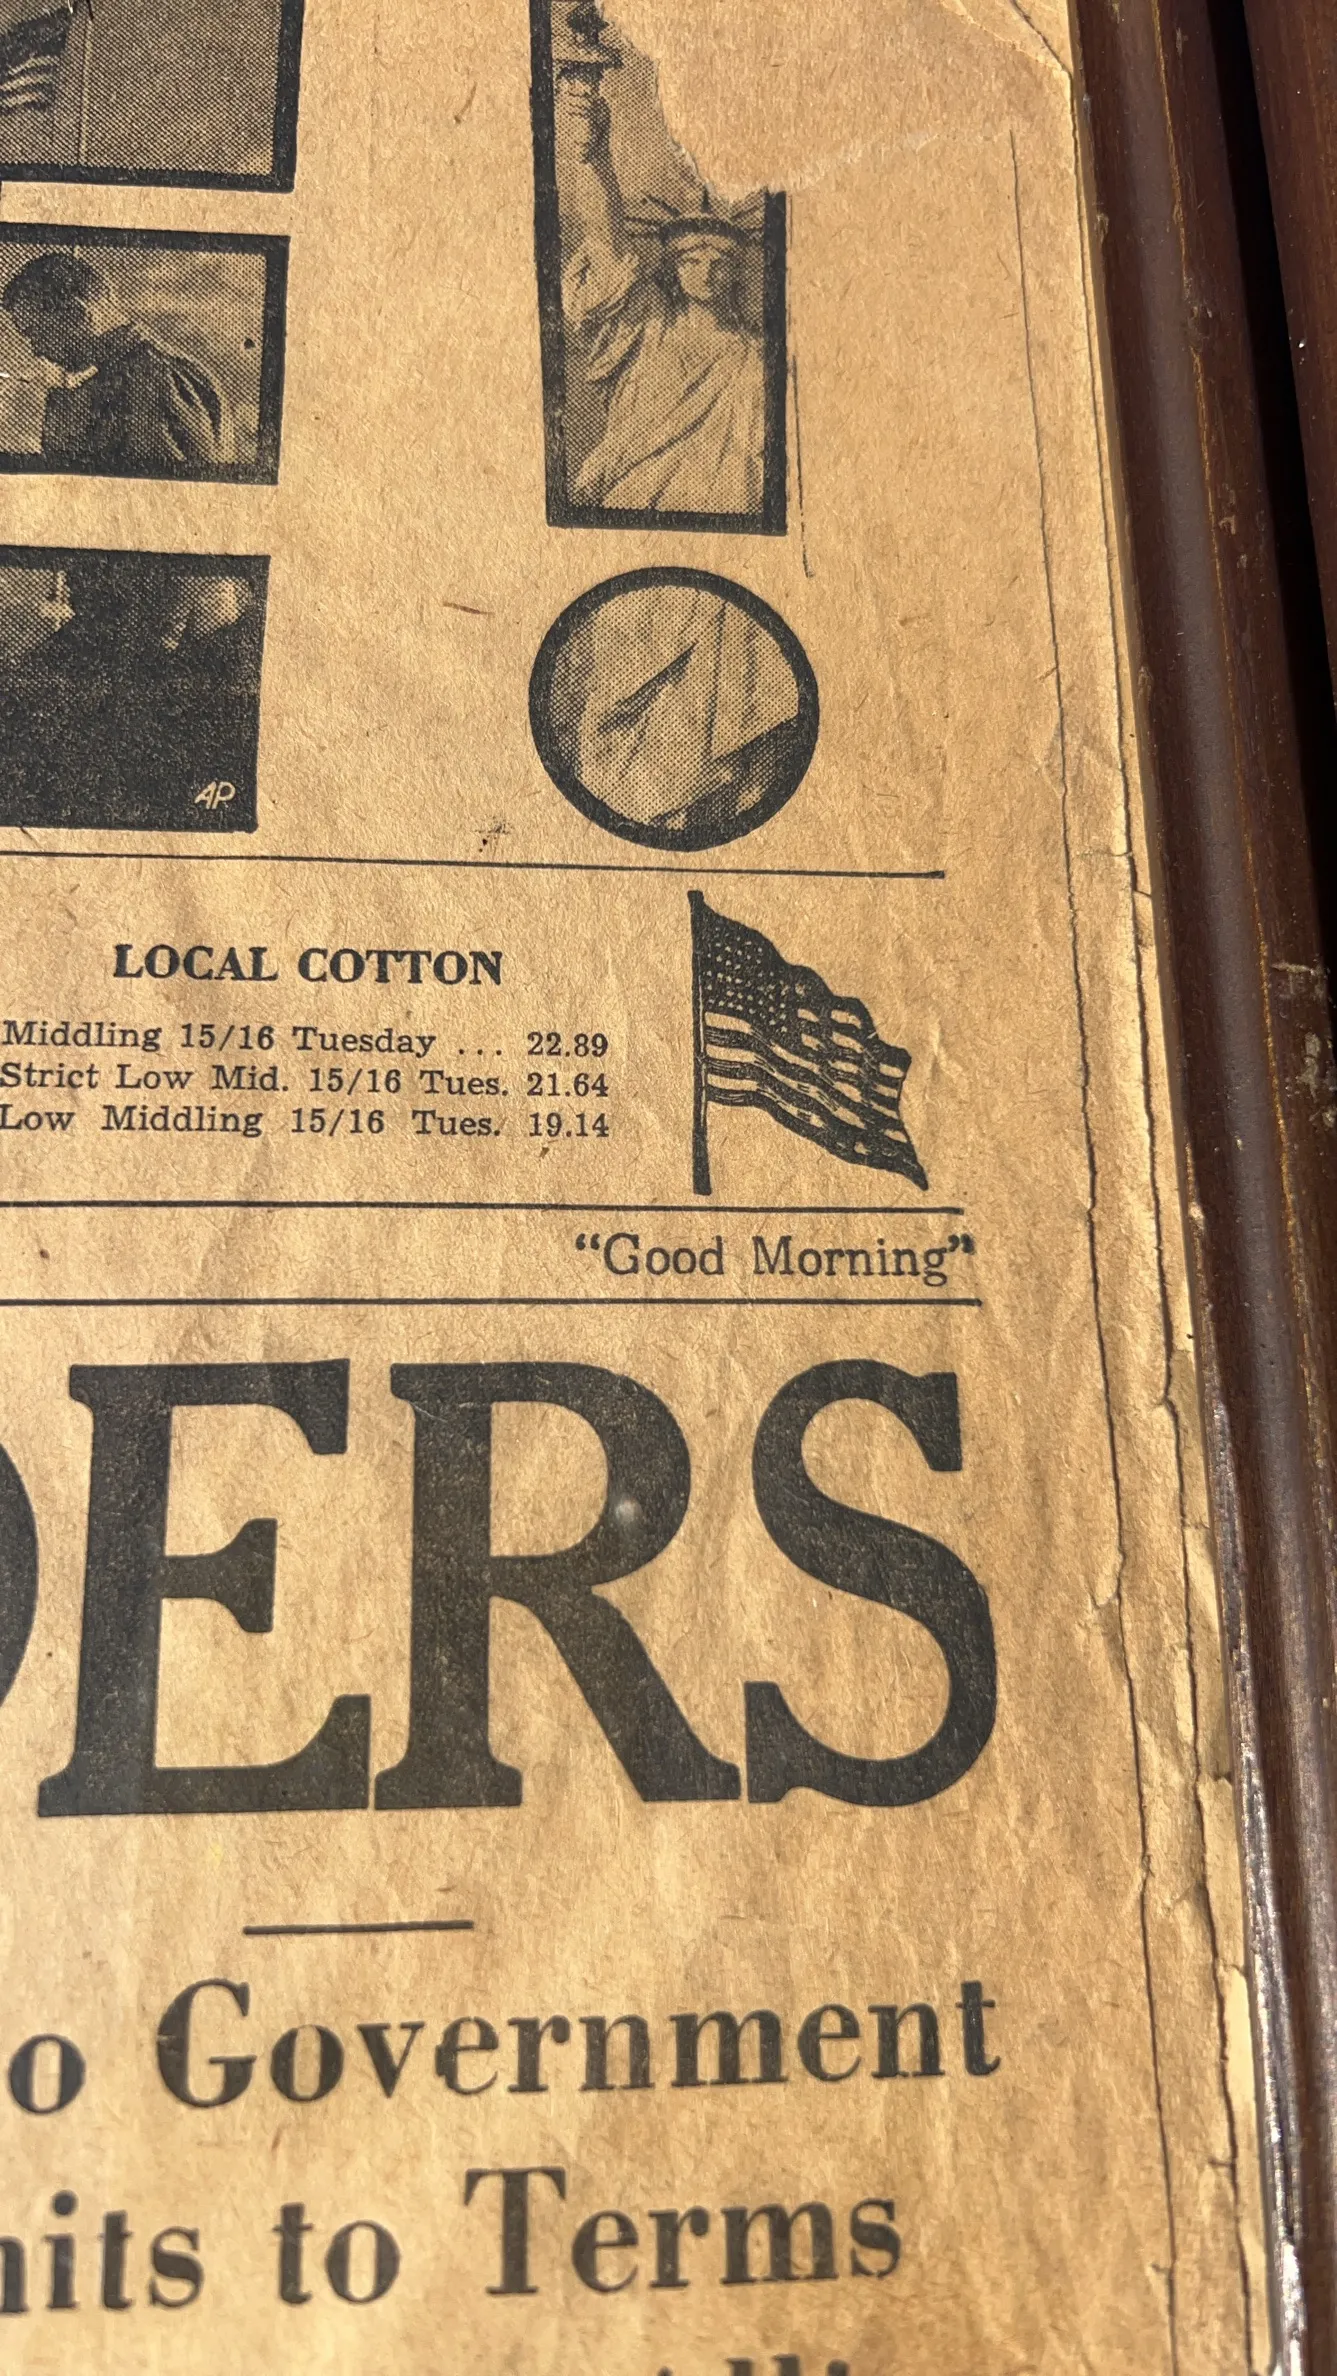 AP
LOCAL COTTON
Middling 15/16 Tuesday ... 22.89
Strict Low Mid. 15/16 Tues. 21.64
Low Middling 15/16 Tues. 19.14
“Good Morning”
DERS
o Government
mits to Terms